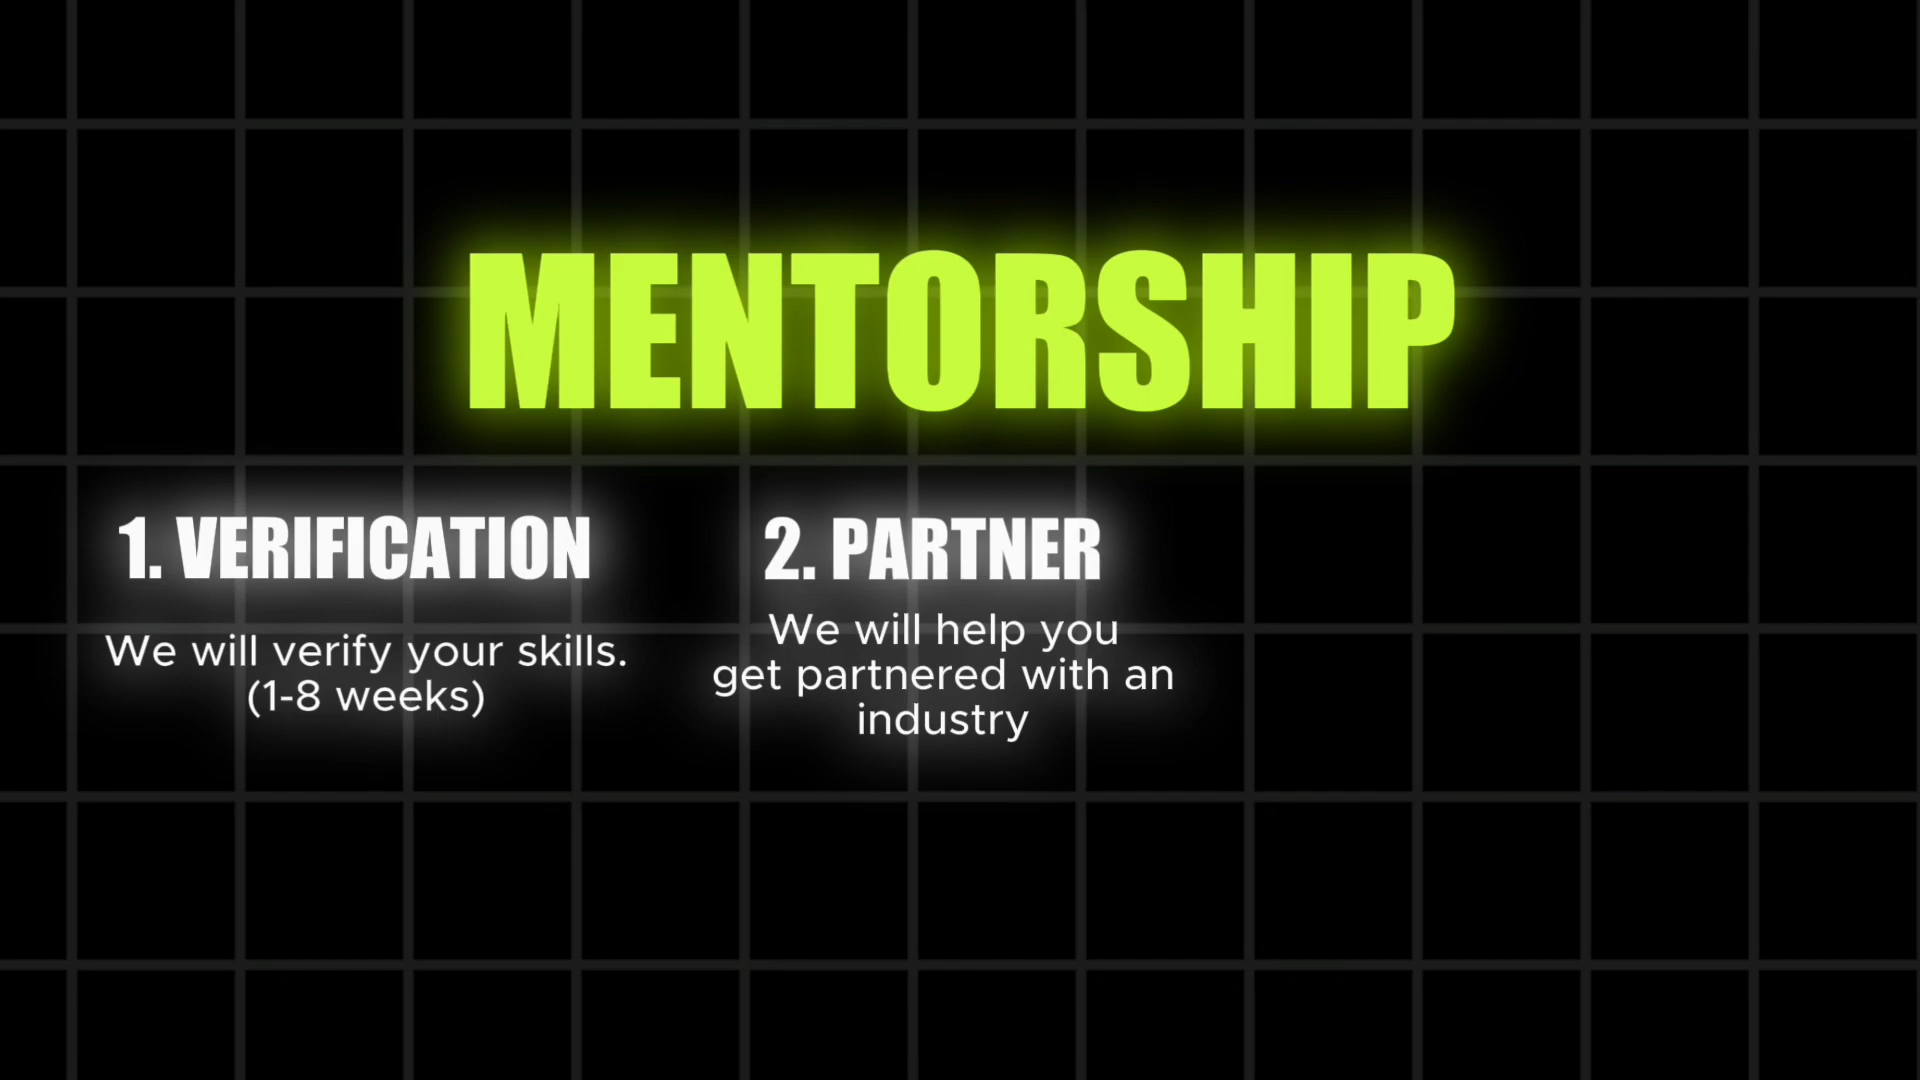 MENTORSHIP
1. VERIFICATION
We will verify your skills.
(1-8 weeks)
2. PARTNER
We will help you
get partnered with an
industry